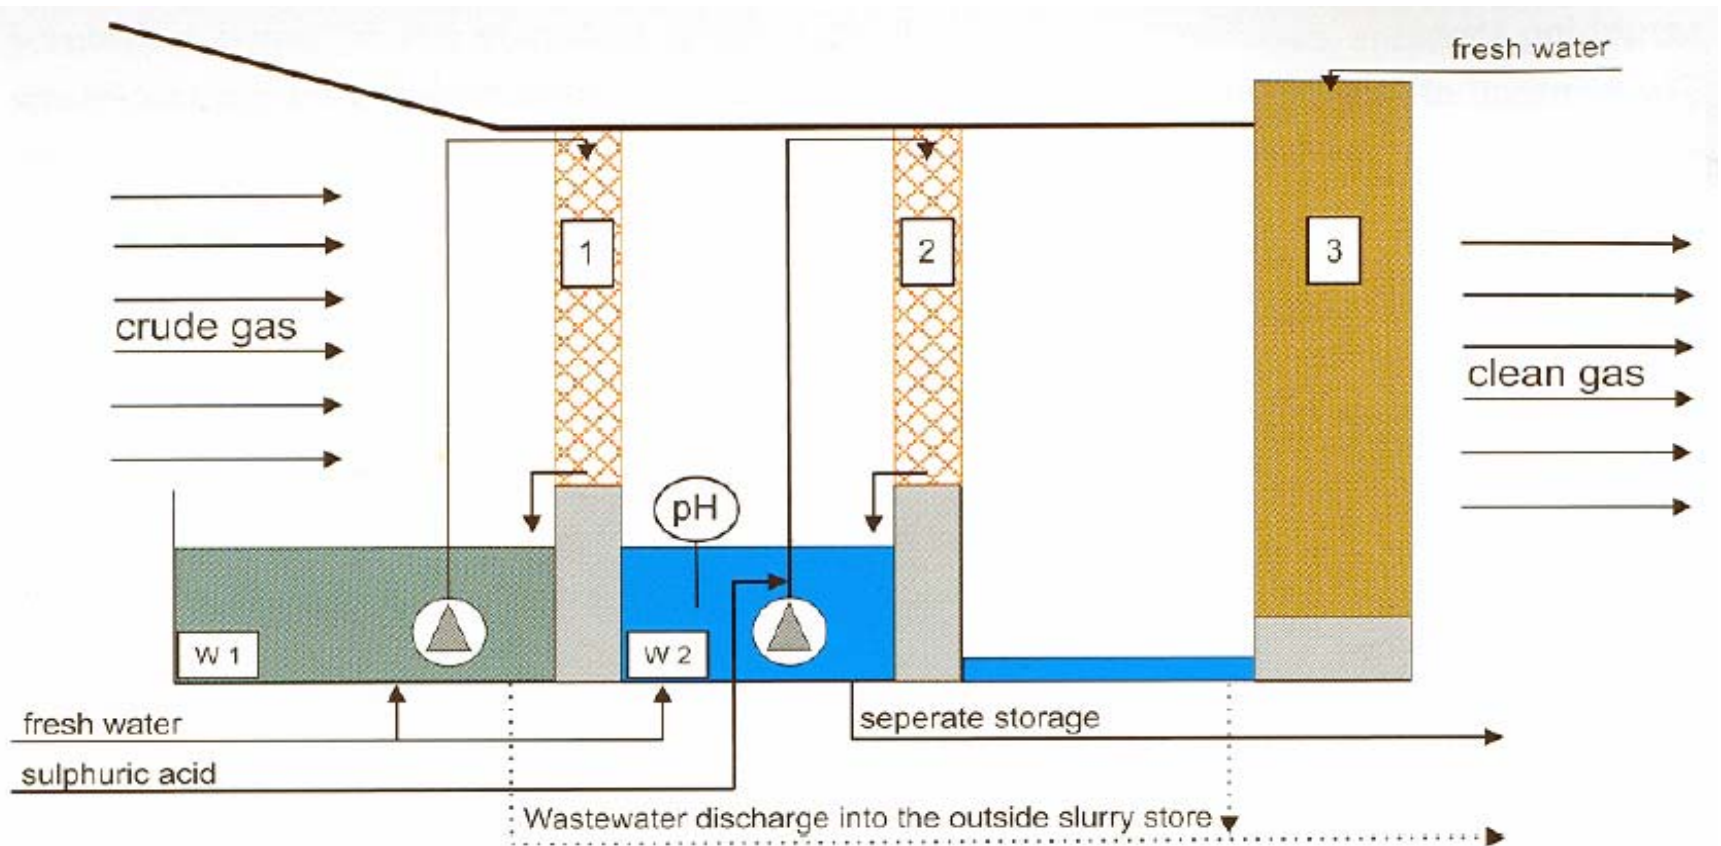 fresh water
1
2
3
crude gas
clean gas
pH
W 1
W 2
fresh water
seperate storage
sulphuric acid
Wastewater discharge into the outside slurry store